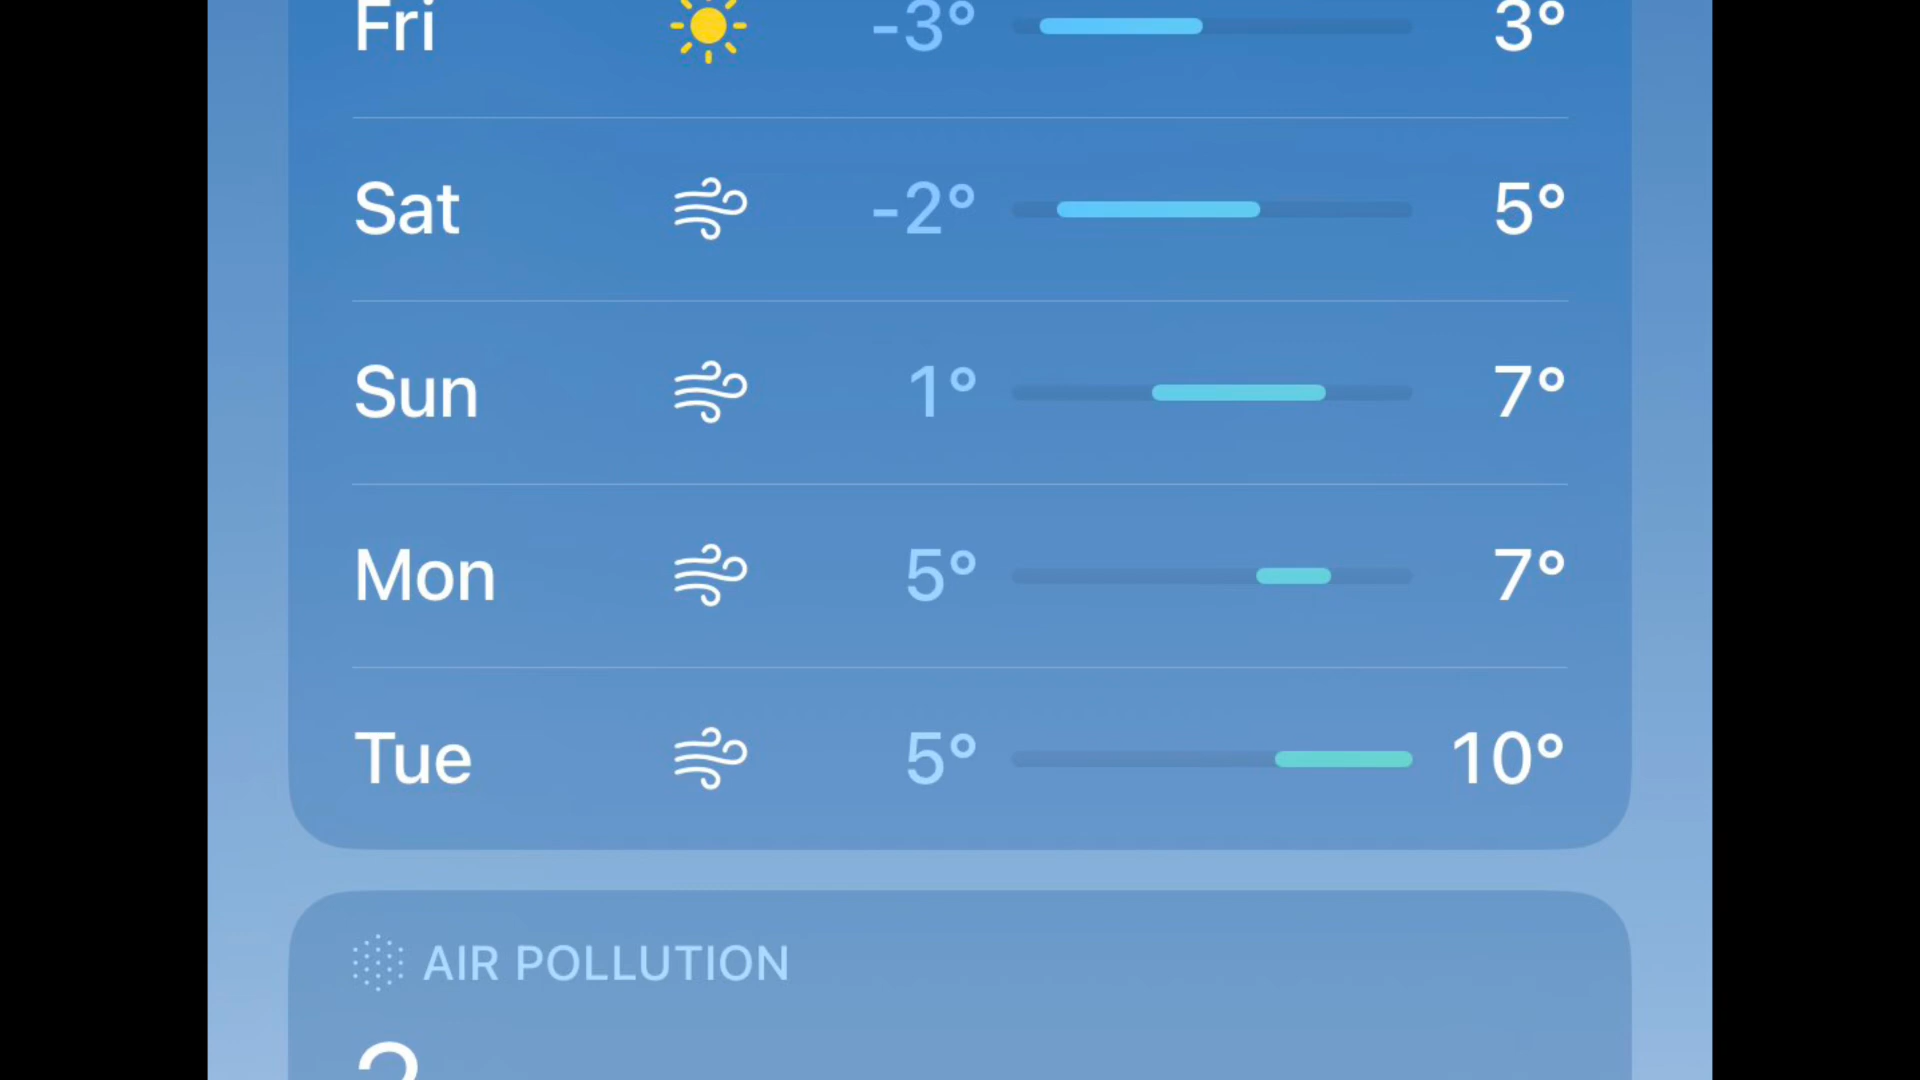 Fri -3° 3°
Sat -2° 5°
Sun 1° 7°
Mon 5° 7°
Tue 5° 10°
AIR POLLUTION